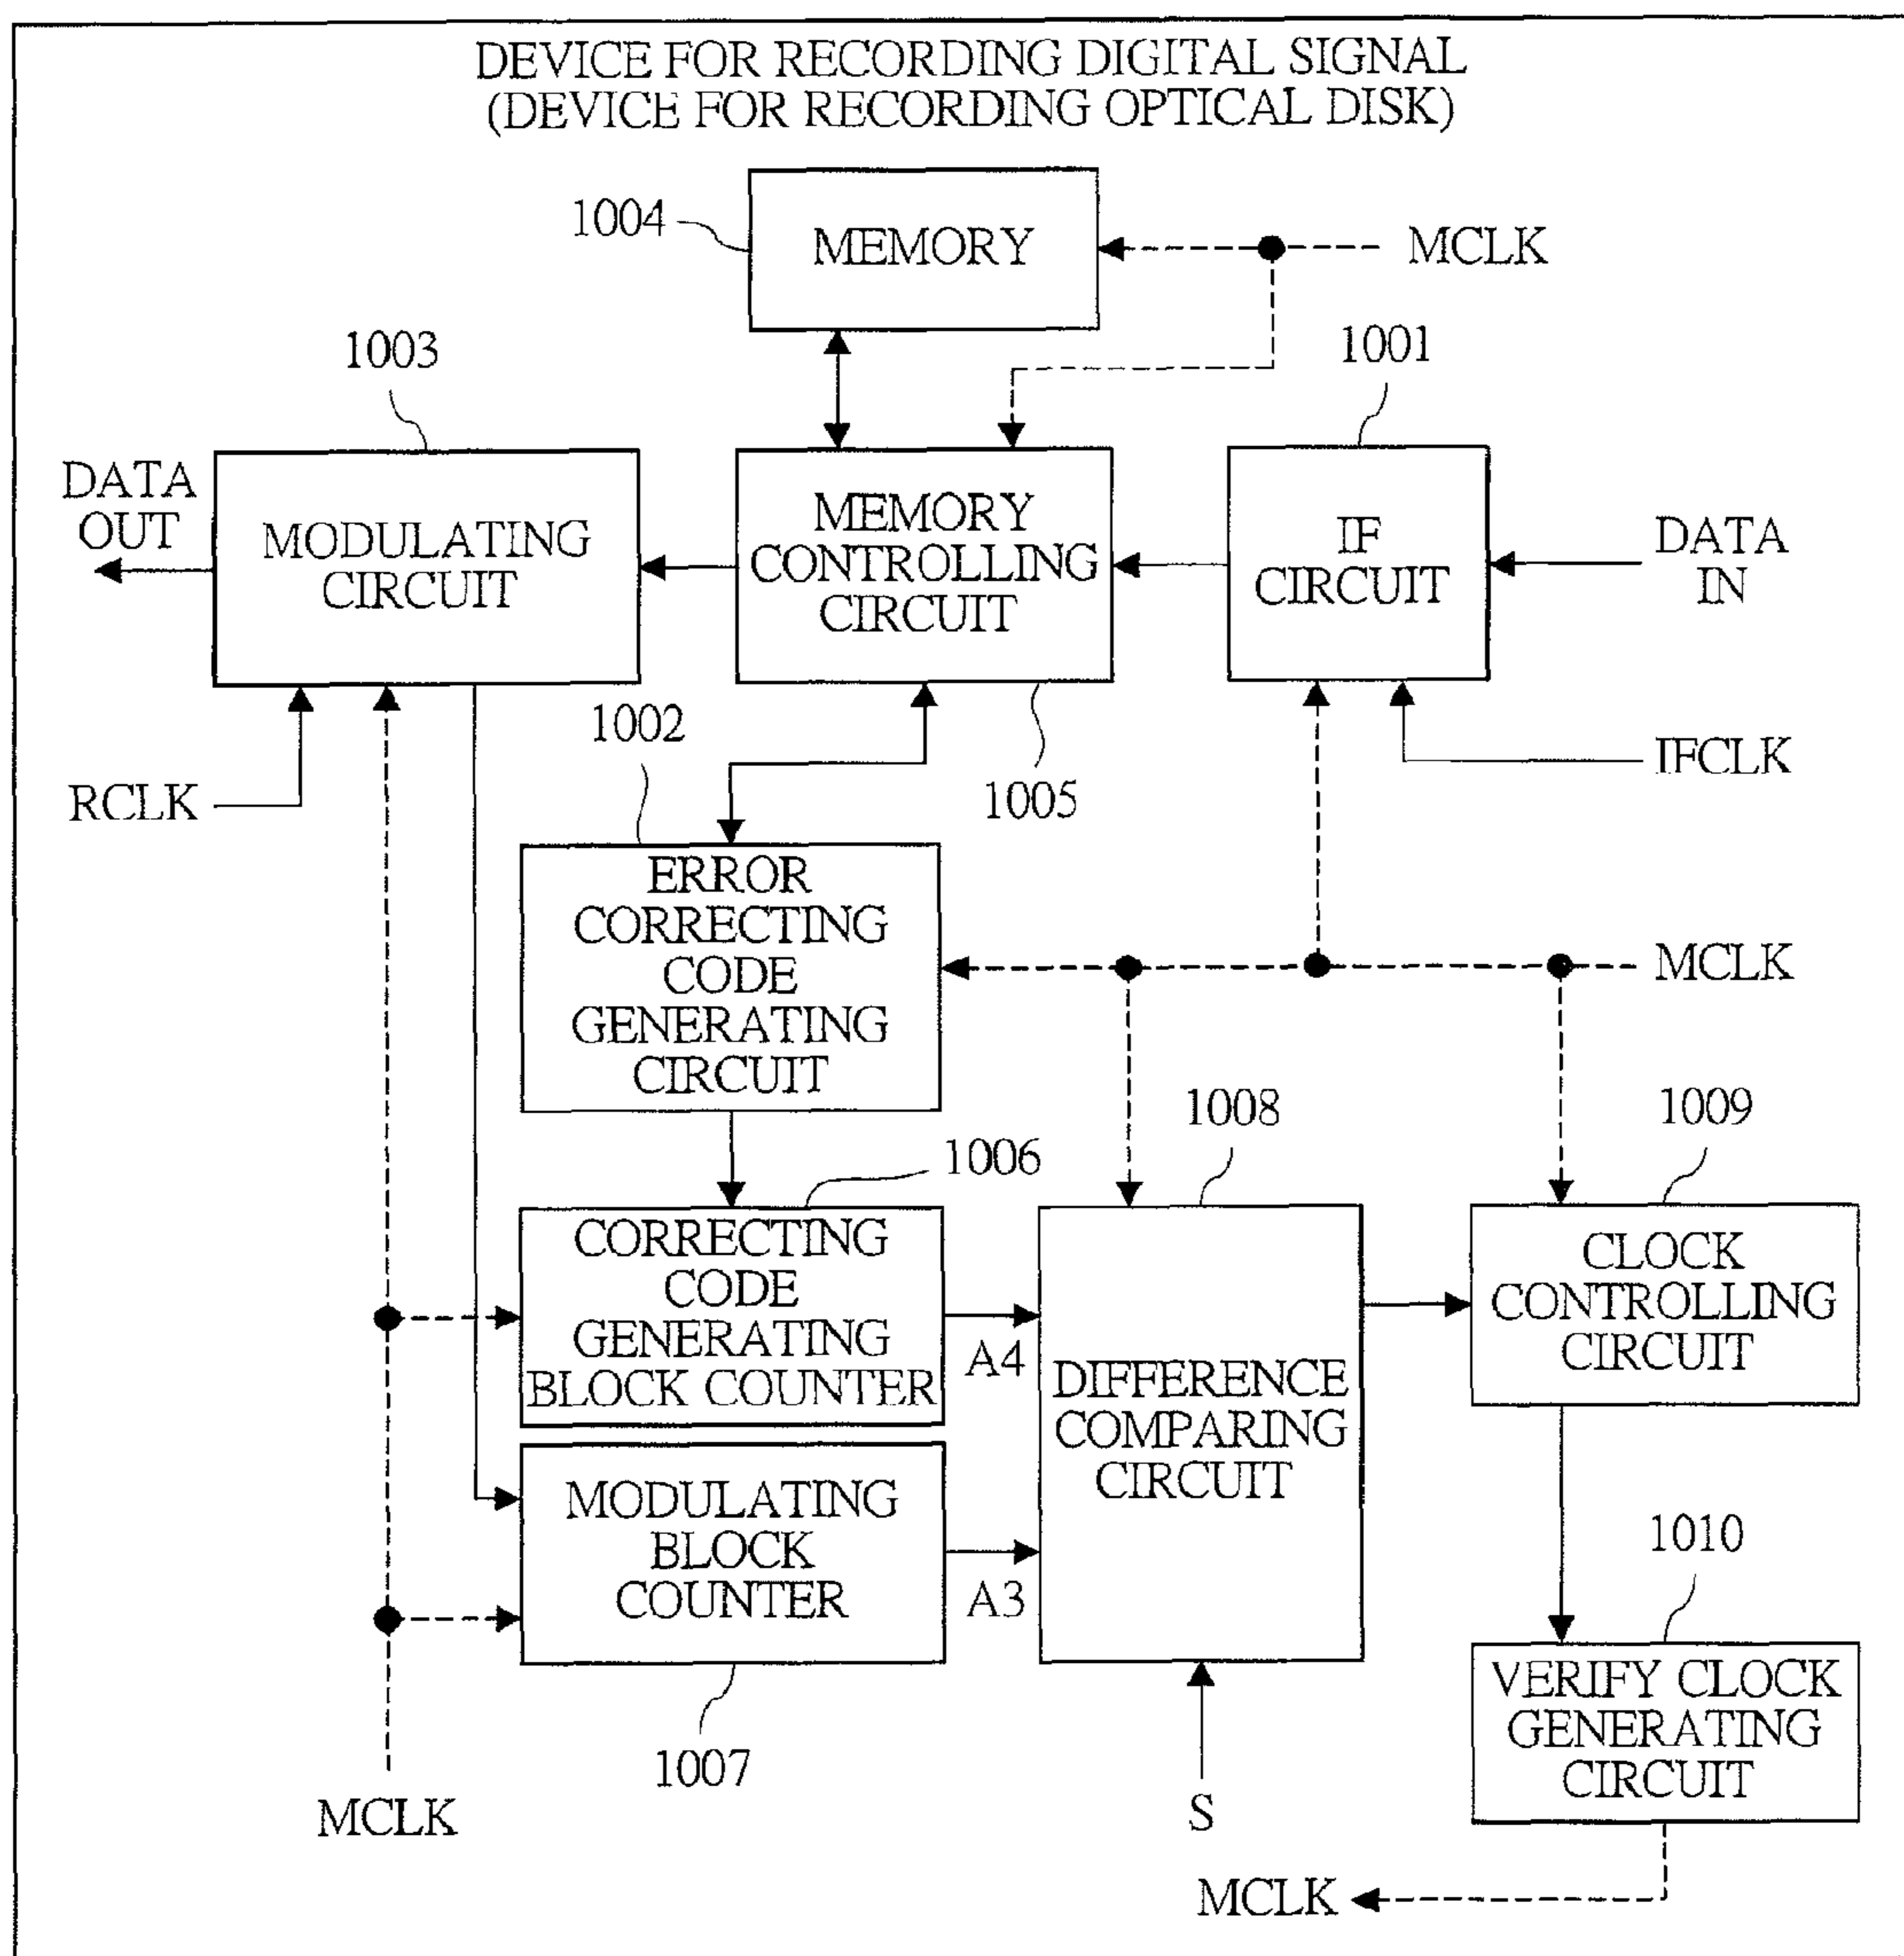 DEVICE FOR RECORDING DIGITAL SIGNAL
(DEVICE FOR RECORDING OPTICAL DISK)
1004
MEMORY
MCLK
1003
1001
DATA
OUT
MODULATING
CIRCUIT
MEMORY
CONTROLLING
CIRCUIT
IF
CIRCUIT
DATA
IN
1002
1005
IFCLK
RCLK
ERROR
CORRECTING
CODE
GENERATING
CIRCUIT
MCLK
1006
1008
1009
CORRECTING
CODE
GENERATING
BLOCK COUNTER
A4
DIFFERENCE
COMPARING
CIRCUIT
CLOCK
CONTROLLING
CIRCUIT
MODULATING
BLOCK
COUNTER
A3
1010
1007
VERIFY CLOCK
GENERATING
CIRCUIT
MCLK
S
MCLK